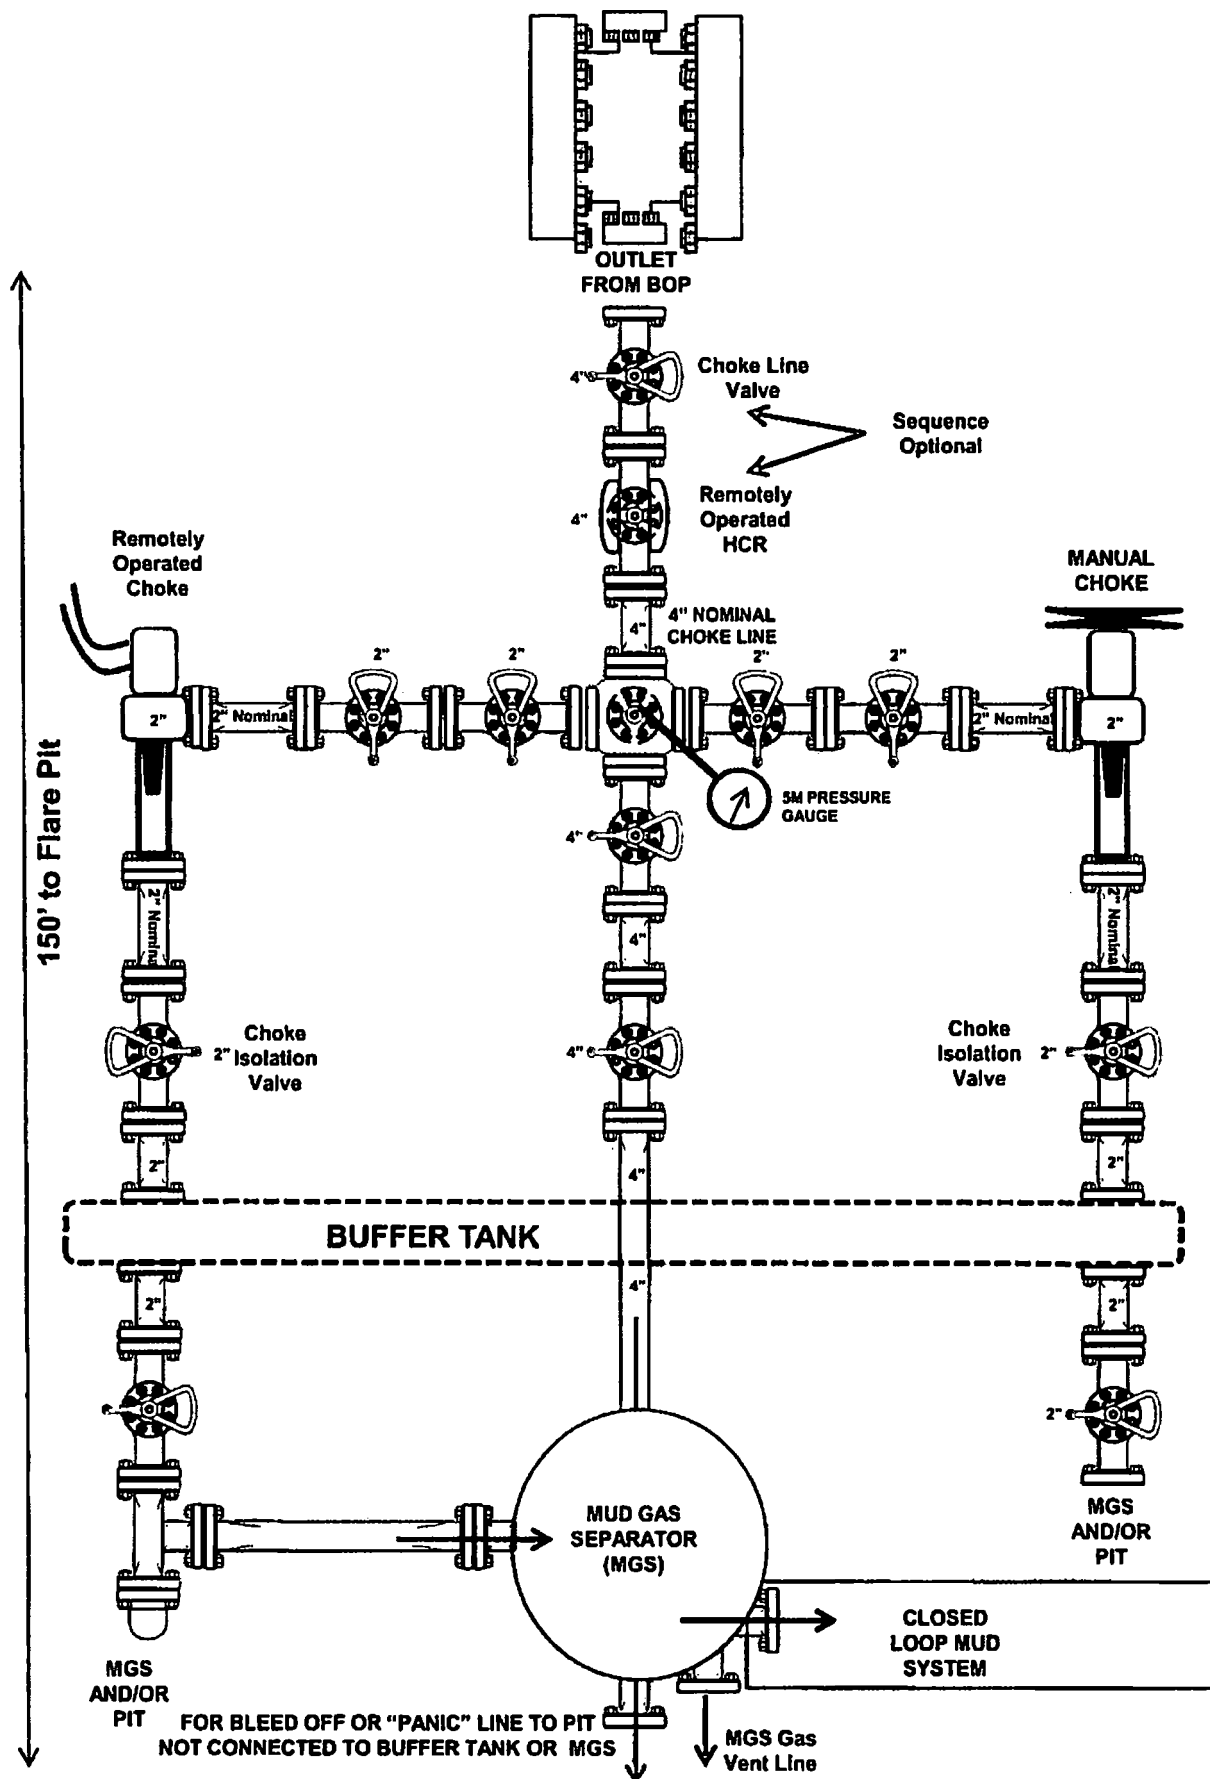 OUTLET
FROM BOP
4"
Choke Line
Valve
Sequence
Optional
4"
Remotely
Operated
HCR
Remotely
Operated
Choke
MANUAL
CHOKE
4" NOMINAL
CHOKE LINE
4"
2"
2"
2"
2"
2"
2" Nominal
2" Nominal
2"
5M PRESSURE
GAUGE
4"
150' to Flare Pit
2" Nominal
4"
2" Nominal
2"
Choke
Isolation
Valve
4"
Choke
Isolation
Valve
2"
2"
4"
2"
BUFFER TANK
2"
4"
2"
2"
MUD GAS
SEPARATOR
(MGS)
MGS
AND/OR
PIT
CLOSED
LOOP MUD
SYSTEM
MGS
AND/OR
PIT
FOR BLEED OFF OR "PANIC" LINE TO PIT
NOT CONNECTED TO BUFFER TANK OR MGS
MGS Gas
Vent Line